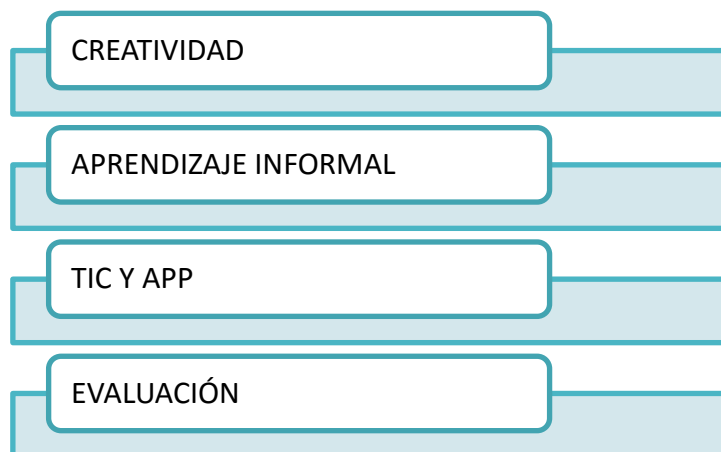 CREATIVIDAD
APRENDIZAJE INFORMAL
TIC Y APP
EVALUACIÓN